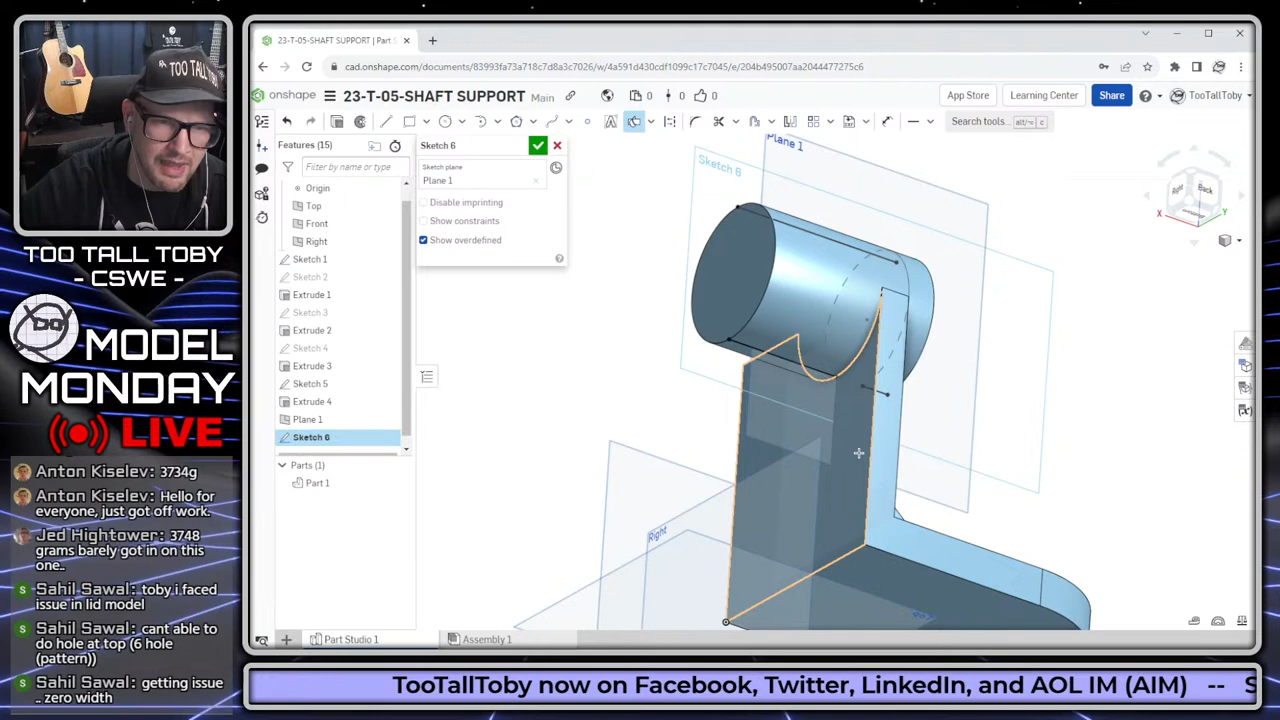 TOO TALL TOBY
TOO TALL TOBY
- CSWE -
MODEL
MONDAY
LIVE
Anton Kiselev: 3734g
Anton Kiselev: Hello for
everyone, just got off work.
Jed Hightower: 3748
grams barely got in on this
one..
S Sahil Sawal: toby i faced
issue in lid model
S Sahil Sawal: cant able to
do hole at top (6 hole
(pattern))
S Sahil Sawal: getting issue
.. zero width
23-T-05-SHAFT SUPPORT | Part
cad.onshape.com/documents/83993fa73a718c7d8a3c7026/w/4a591d430cdf1099c17c7045/e/204b495007aa2044477275c6
onshape
23-T-05-SHAFT SUPPORT Main
0
0
0
App Store
Learning Center
Share
TooTallToby
Search tools...
alt/⌥ c
Features (15)
Filter by name or type
Origin
Top
Front
Right
Sketch 1
Sketch 2
Extrude 1
Sketch 3
Extrude 2
Sketch 4
Extrude 3
Sketch 5
Extrude 4
Plane 1
Sketch 6
Parts (1)
Part 1
Sketch 6
Sketch plane
Plane 1
Disable imprinting
Show constraints
Show overdefined
Plane 1
Sketch 6
Right
Right
Back
X
Y
Part Studio 1
Assembly 1
TooTallToby now on Facebook, Twitter, LinkedIn, and AOL IM (AIM) -- S